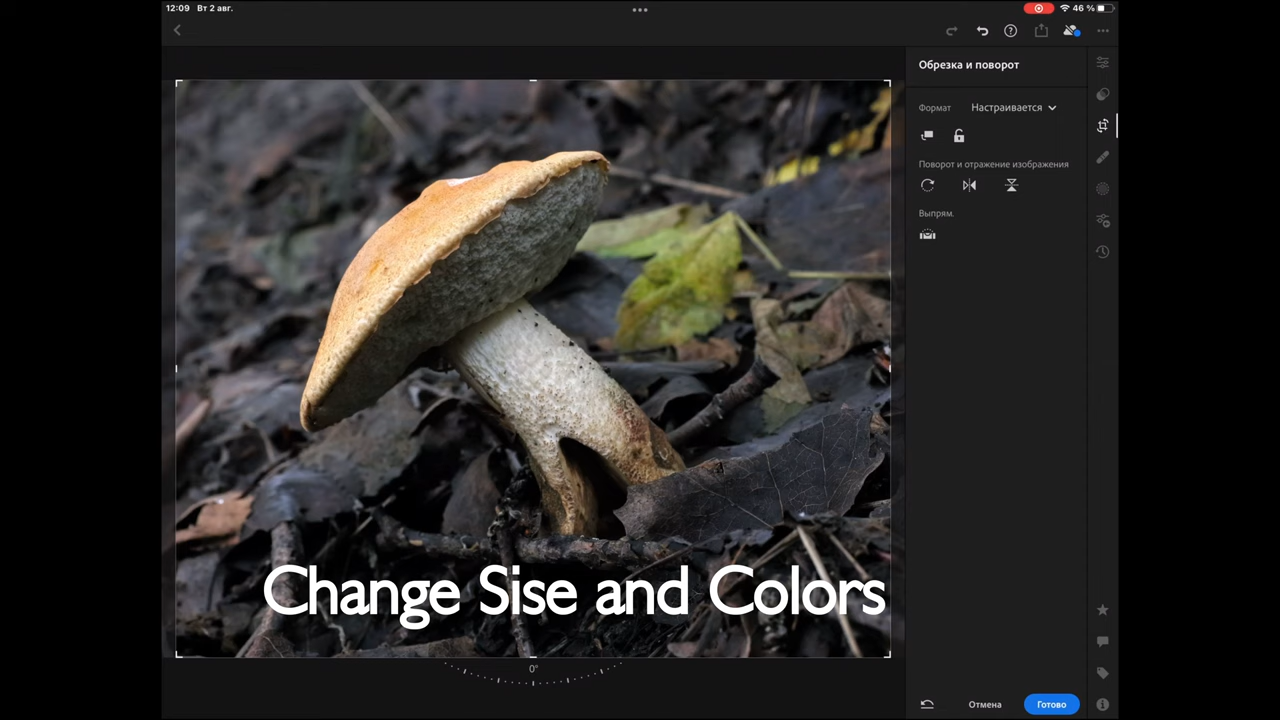 12:09 Вт 2 авг.
46 %
Обрезка и поворот
Формат Настраивается
Поворот и отражение изображения
Выпрям.
Change Sise and Colors
0°
Отмена Готово